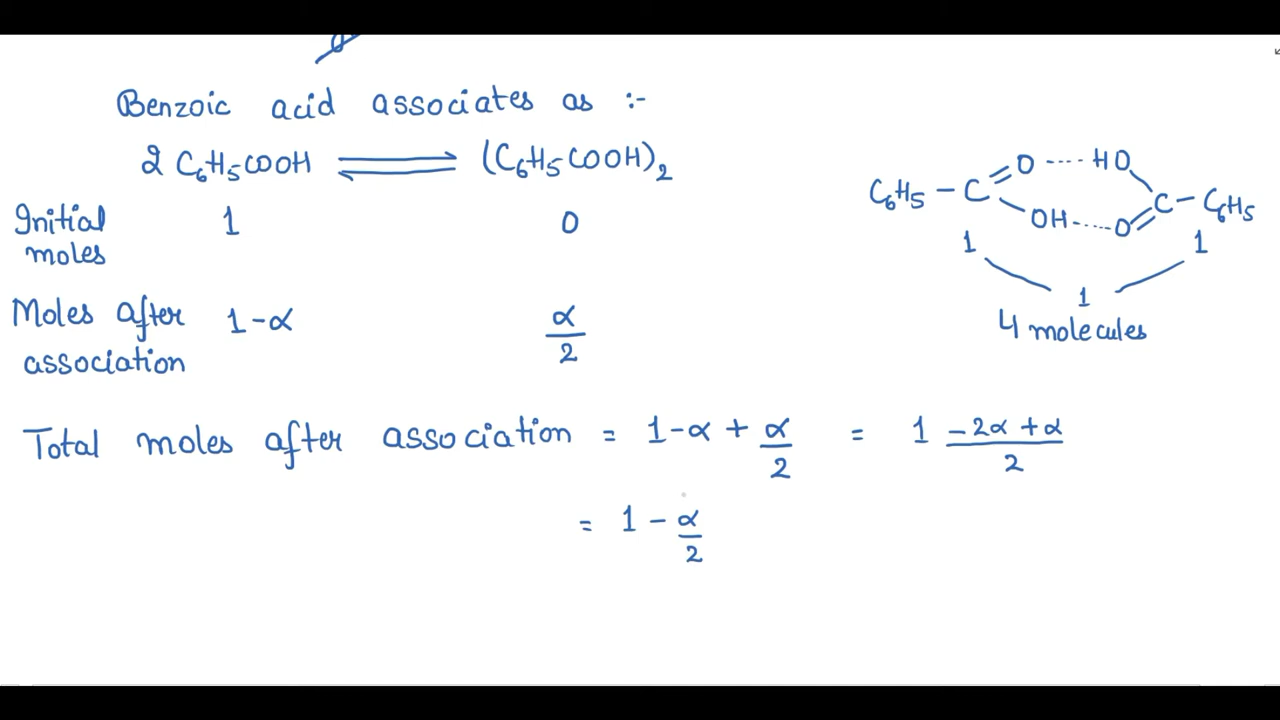 Benzoic acid associates as :-
2 C6H5COOH ⇌ (C6H5COOH)2
Initial moles 1 0
Moles after association 1-α α/2
Total moles after association = 1-α + α/2 = 1 -2α+α/2
= 1 - α/2
C6H5 - C =O ---- HO C - C6H5
OH ---- O=
1 1
1
4 molecules